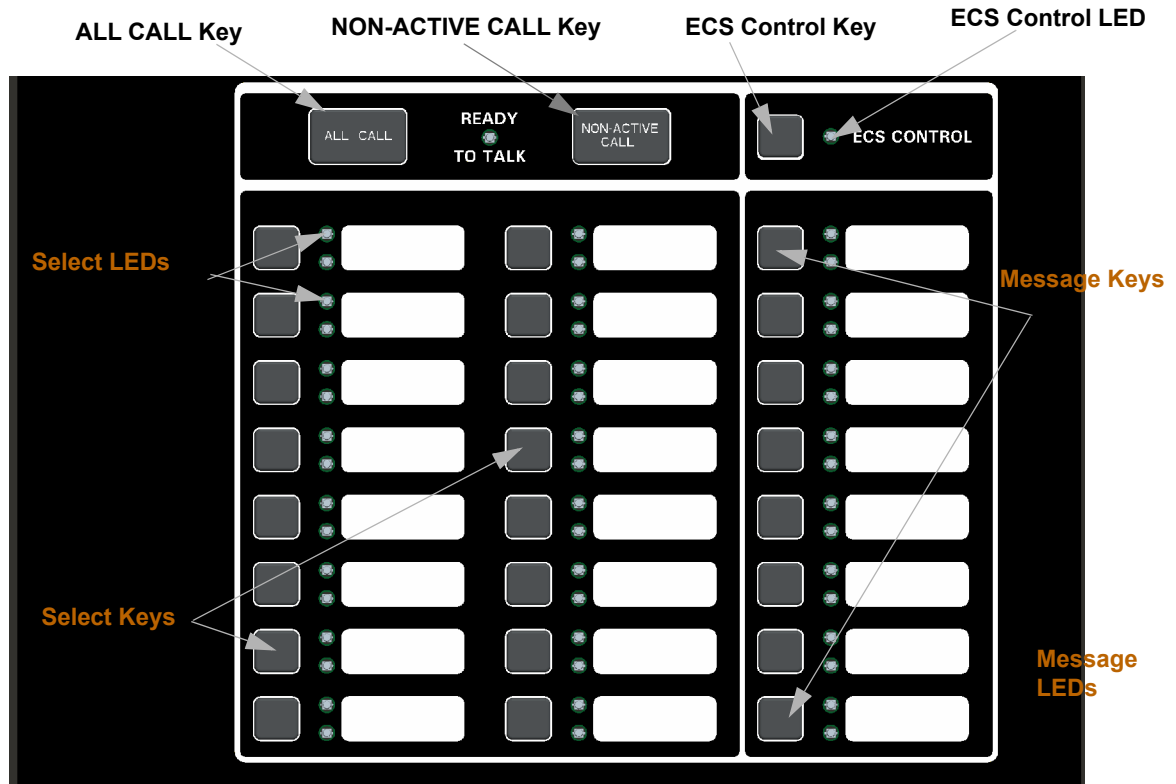 ALL CALL Key
NON-ACTIVE CALL Key
ECS Control Key
ECS Control LED
ALL CALL
READY
TO TALK
NON-ACTIVE
CALL
ECS CONTROL
Select LEDs
Message Keys
Select Keys
Message
LEDs